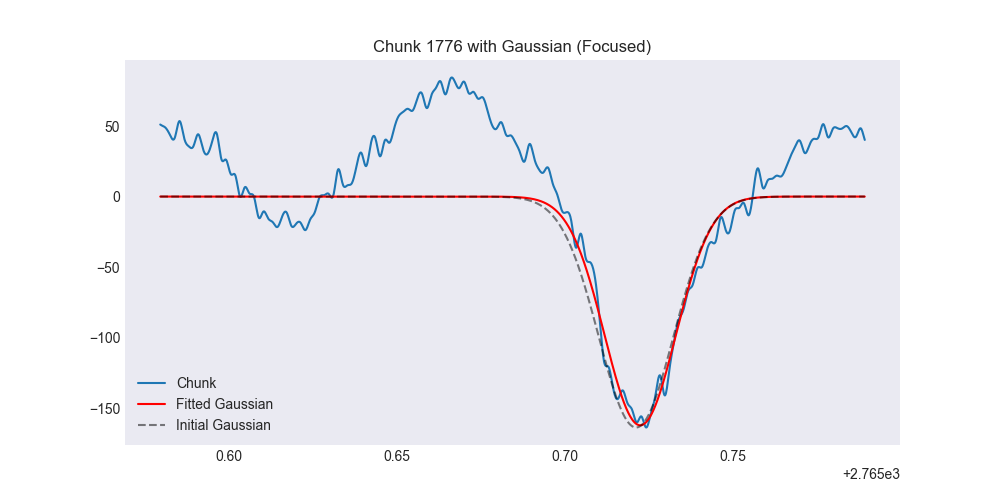 Chunk 1776 with Gaussian (Focused)
50
0
−50
−100
−150
Chunk
Fitted Gaussian
Initial Gaussian
0.60 0.65 0.70 0.75
+2.765e3